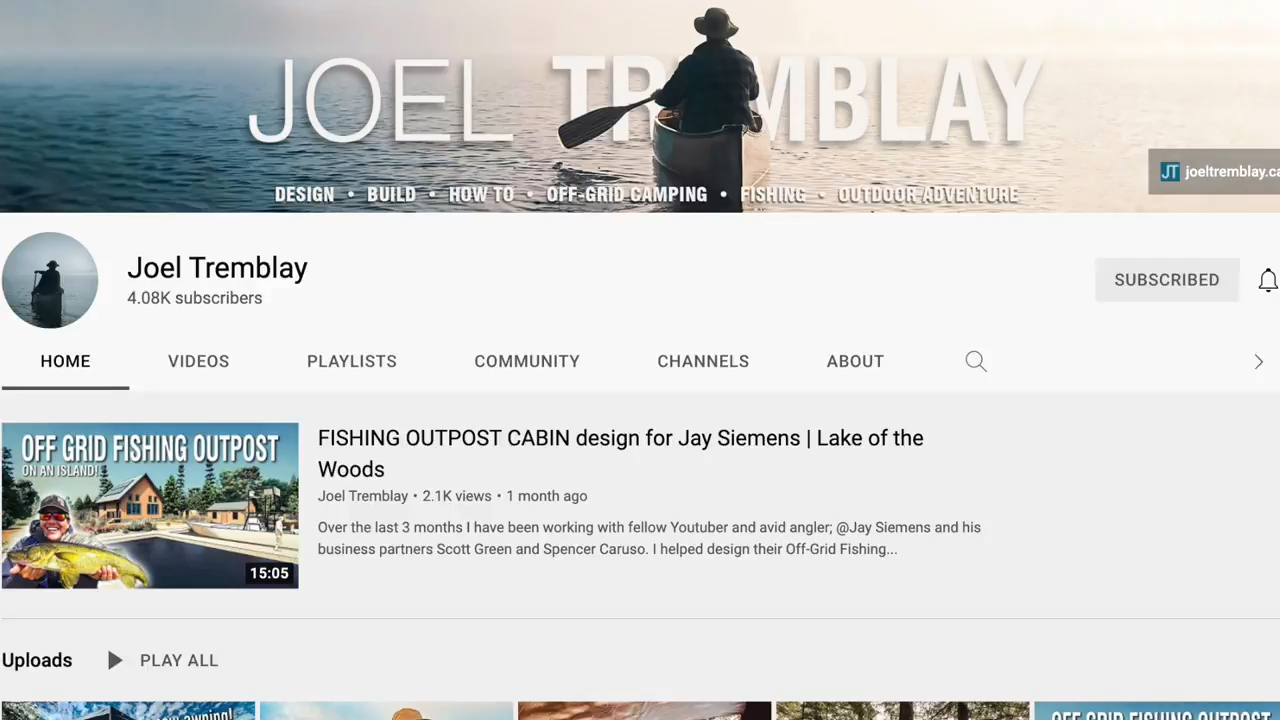 JOEL TREMBLAY
DESIGN • BUILD • HOW TO • OFF-GRID CAMPING • FISHING • OUTDOOR ADVENTURE
JT joeltremblay.ca
Joel Tremblay
4.08K subscribers
SUBSCRIBED
HOME VIDEOS PLAYLISTS COMMUNITY CHANNELS ABOUT
OFF GRID FISHING OUTPOST
ON AN ISLAND!
15:05
FISHING OUTPOST CABIN design for Jay Siemens | Lake of the
Woods
Joel Tremblay • 2.1K views • 1 month ago
Over the last 3 months I have been working with fellow Youtuber and avid angler; @Jay Siemens and his
business partners Scott Green and Spencer Caruso. I helped design their Off-Grid Fishing...
Uploads PLAY ALL
awning!
OFF GRID FISHING OUTPOST